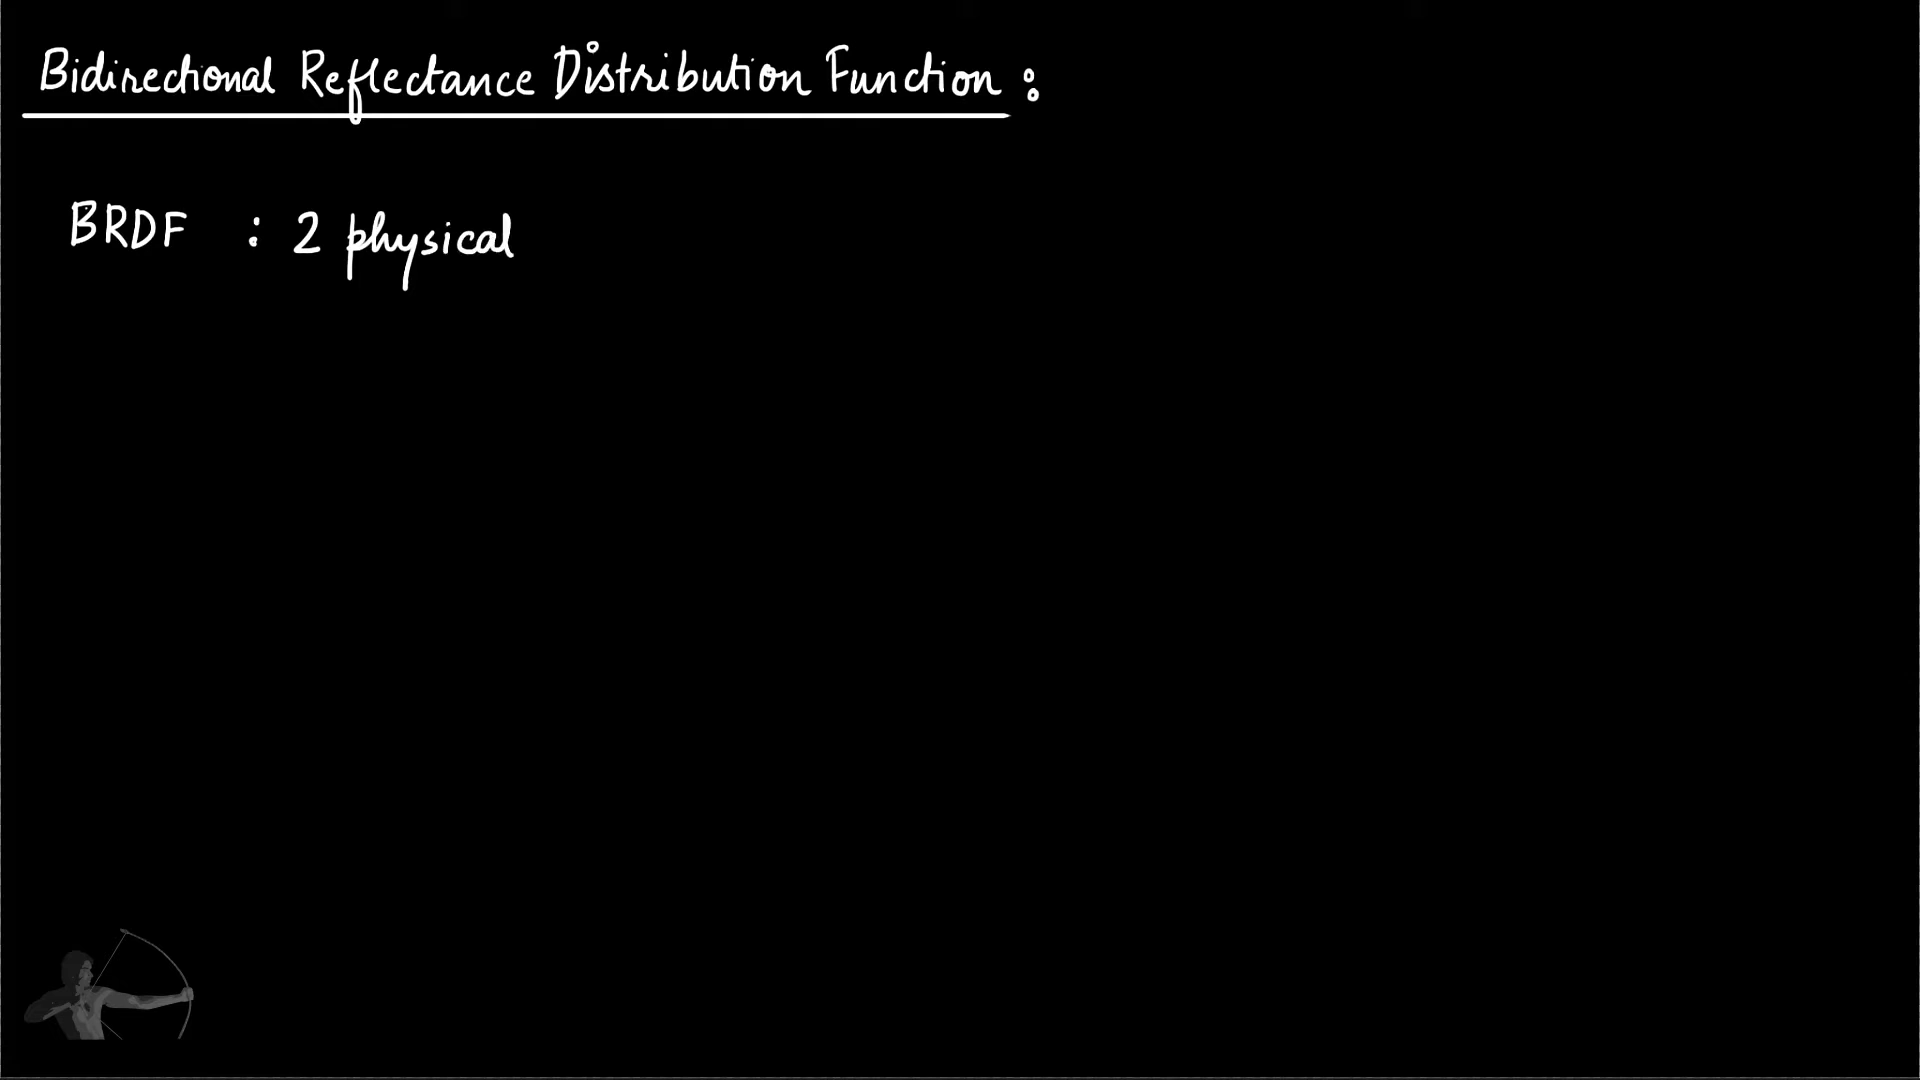 Bidirectional Reflectance Distribution Function :
BRDF : 2 physical